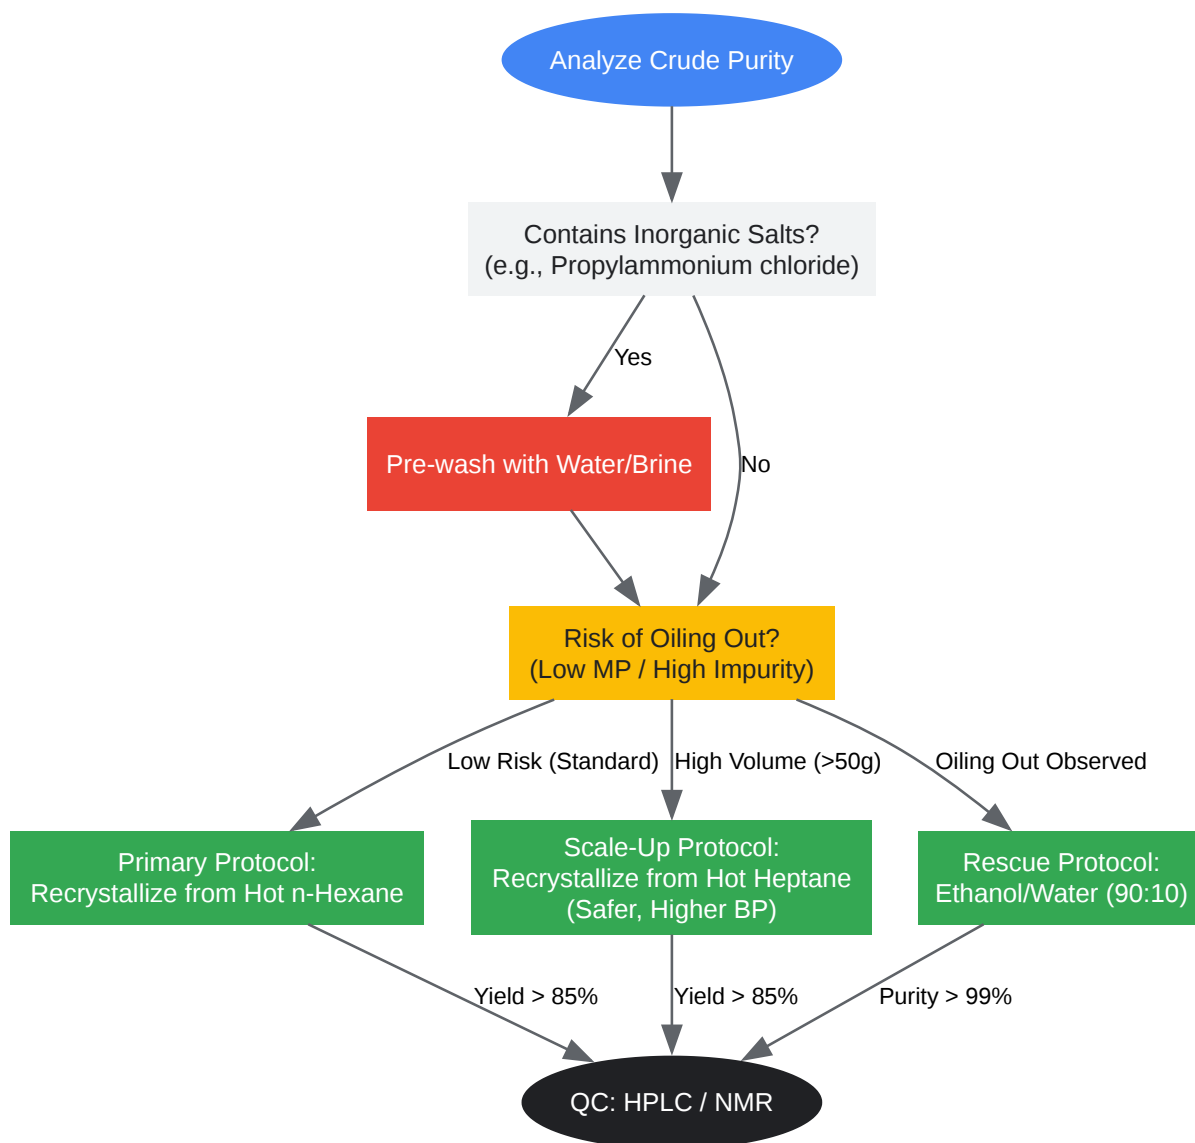 Analyze Crude Purity
Contains Inorganic Salts?
(e.g., Propylammonium chloride)
Yes
Pre-wash with Water/Brine
No
Risk of Oiling Out?
(Low MP / High Impurity)
Low Risk (Standard)
High Volume (>50g)
Oiling Out Observed
Primary Protocol:
Recrystallize from Hot n-Hexane
Scale-Up Protocol:
Recrystallize from Hot Heptane
(Safer, Higher BP)
Rescue Protocol:
Ethanol/Water (90:10)
Yield > 85%
Yield > 85%
Purity > 99%
QC: HPLC / NMR